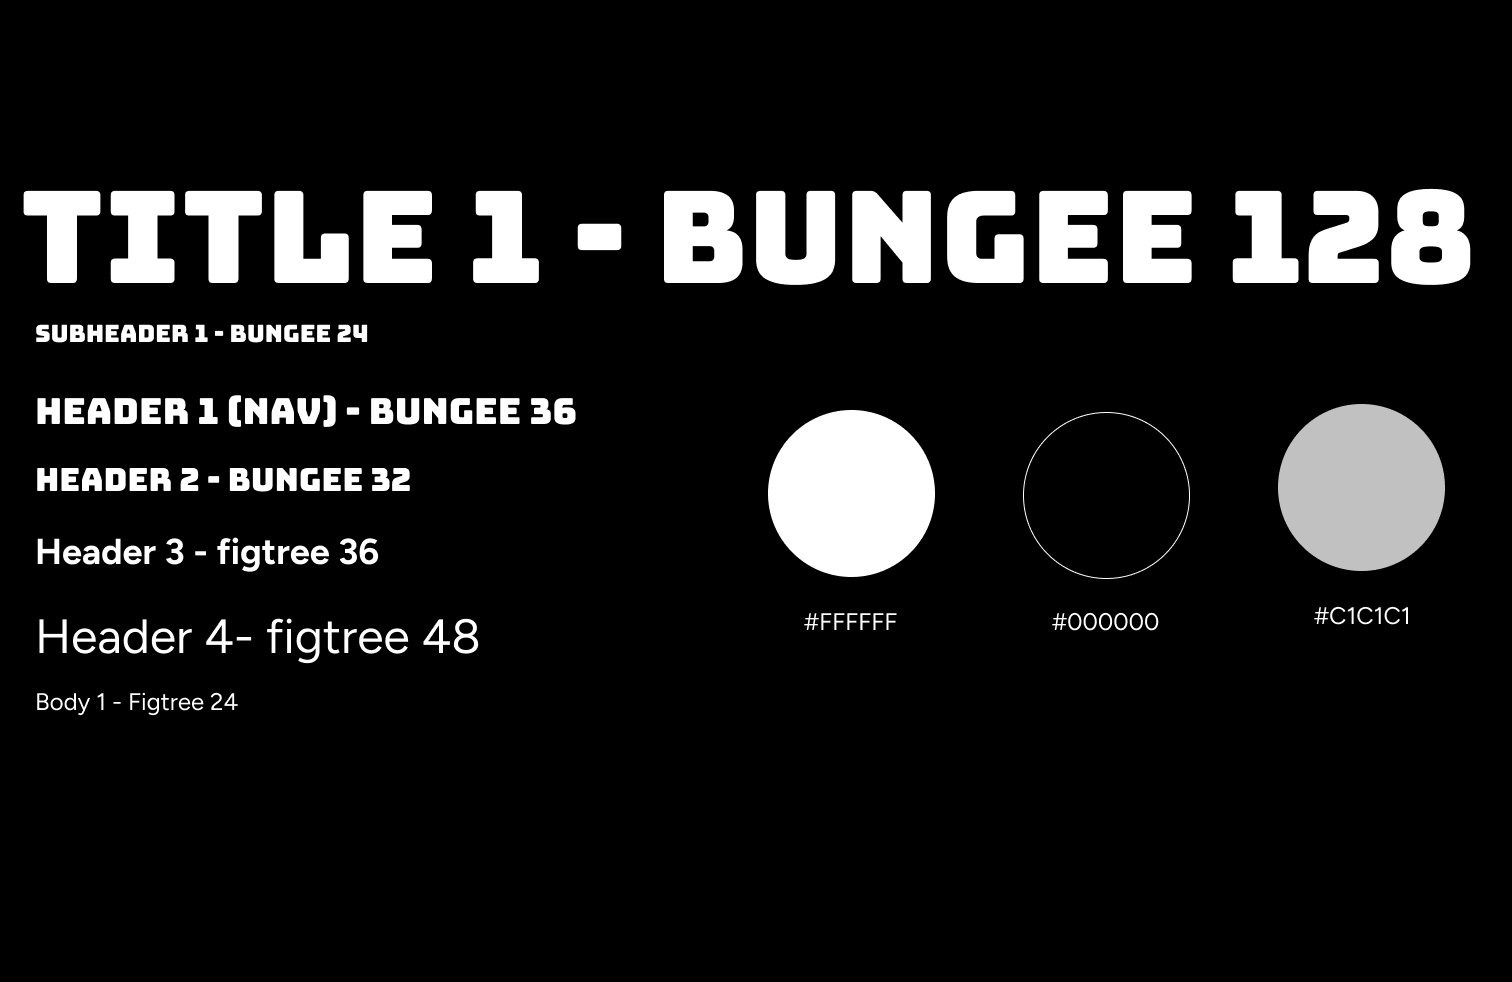 TITLE 1 - BUNGEE 128
SUBHEADER 1 - BUNGEE 24
HEADER 1 (NAV) - BUNGEE 36
HEADER 2 - BUNGEE 32
Header 3 - figtree 36
Header 4- figtree 48
Body 1 - Figtree 24
#FFFFFF
#000000
#C1C1C1